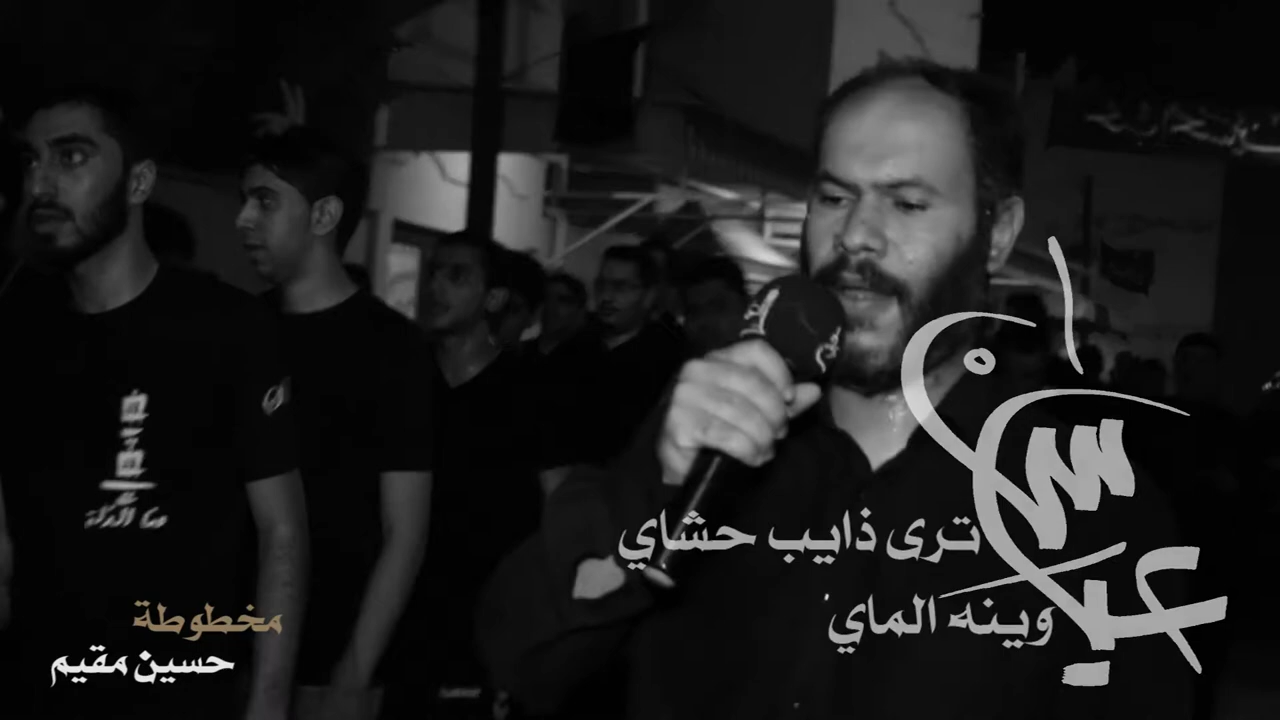 عباس
ترى ذايب حشاي
وينه الماي
مخطوطة
حسين مقيم